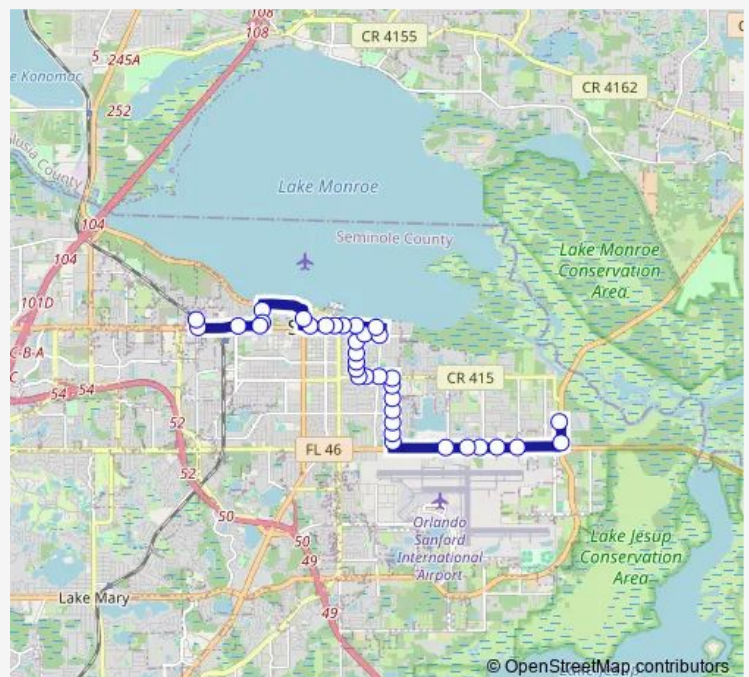 108
108
CR 4155
5
245A
e Konomac
CR 4162
252
lusia County
Lake Monroe
104
Seminole County
104
Lake Monroe
Conservation
Area
101D
S
C-B-A
C
CR 415
54
54
52
FL 46
52
Orlando
Sanford
International
Airport
50
50
49
Lake Jesup
Conservation
Area
Lake Mary
49
© OpenStreetMap contributors